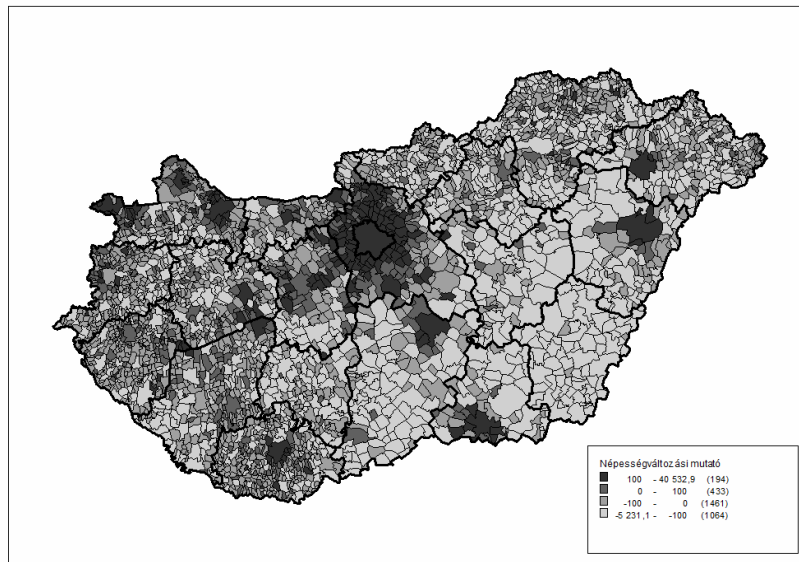 Népességváltozási mutató
100 - 40 532,9 (194)
0 - 100 (433)
-100 - 0 (1461)
-5 231,1 - -100 (1064)